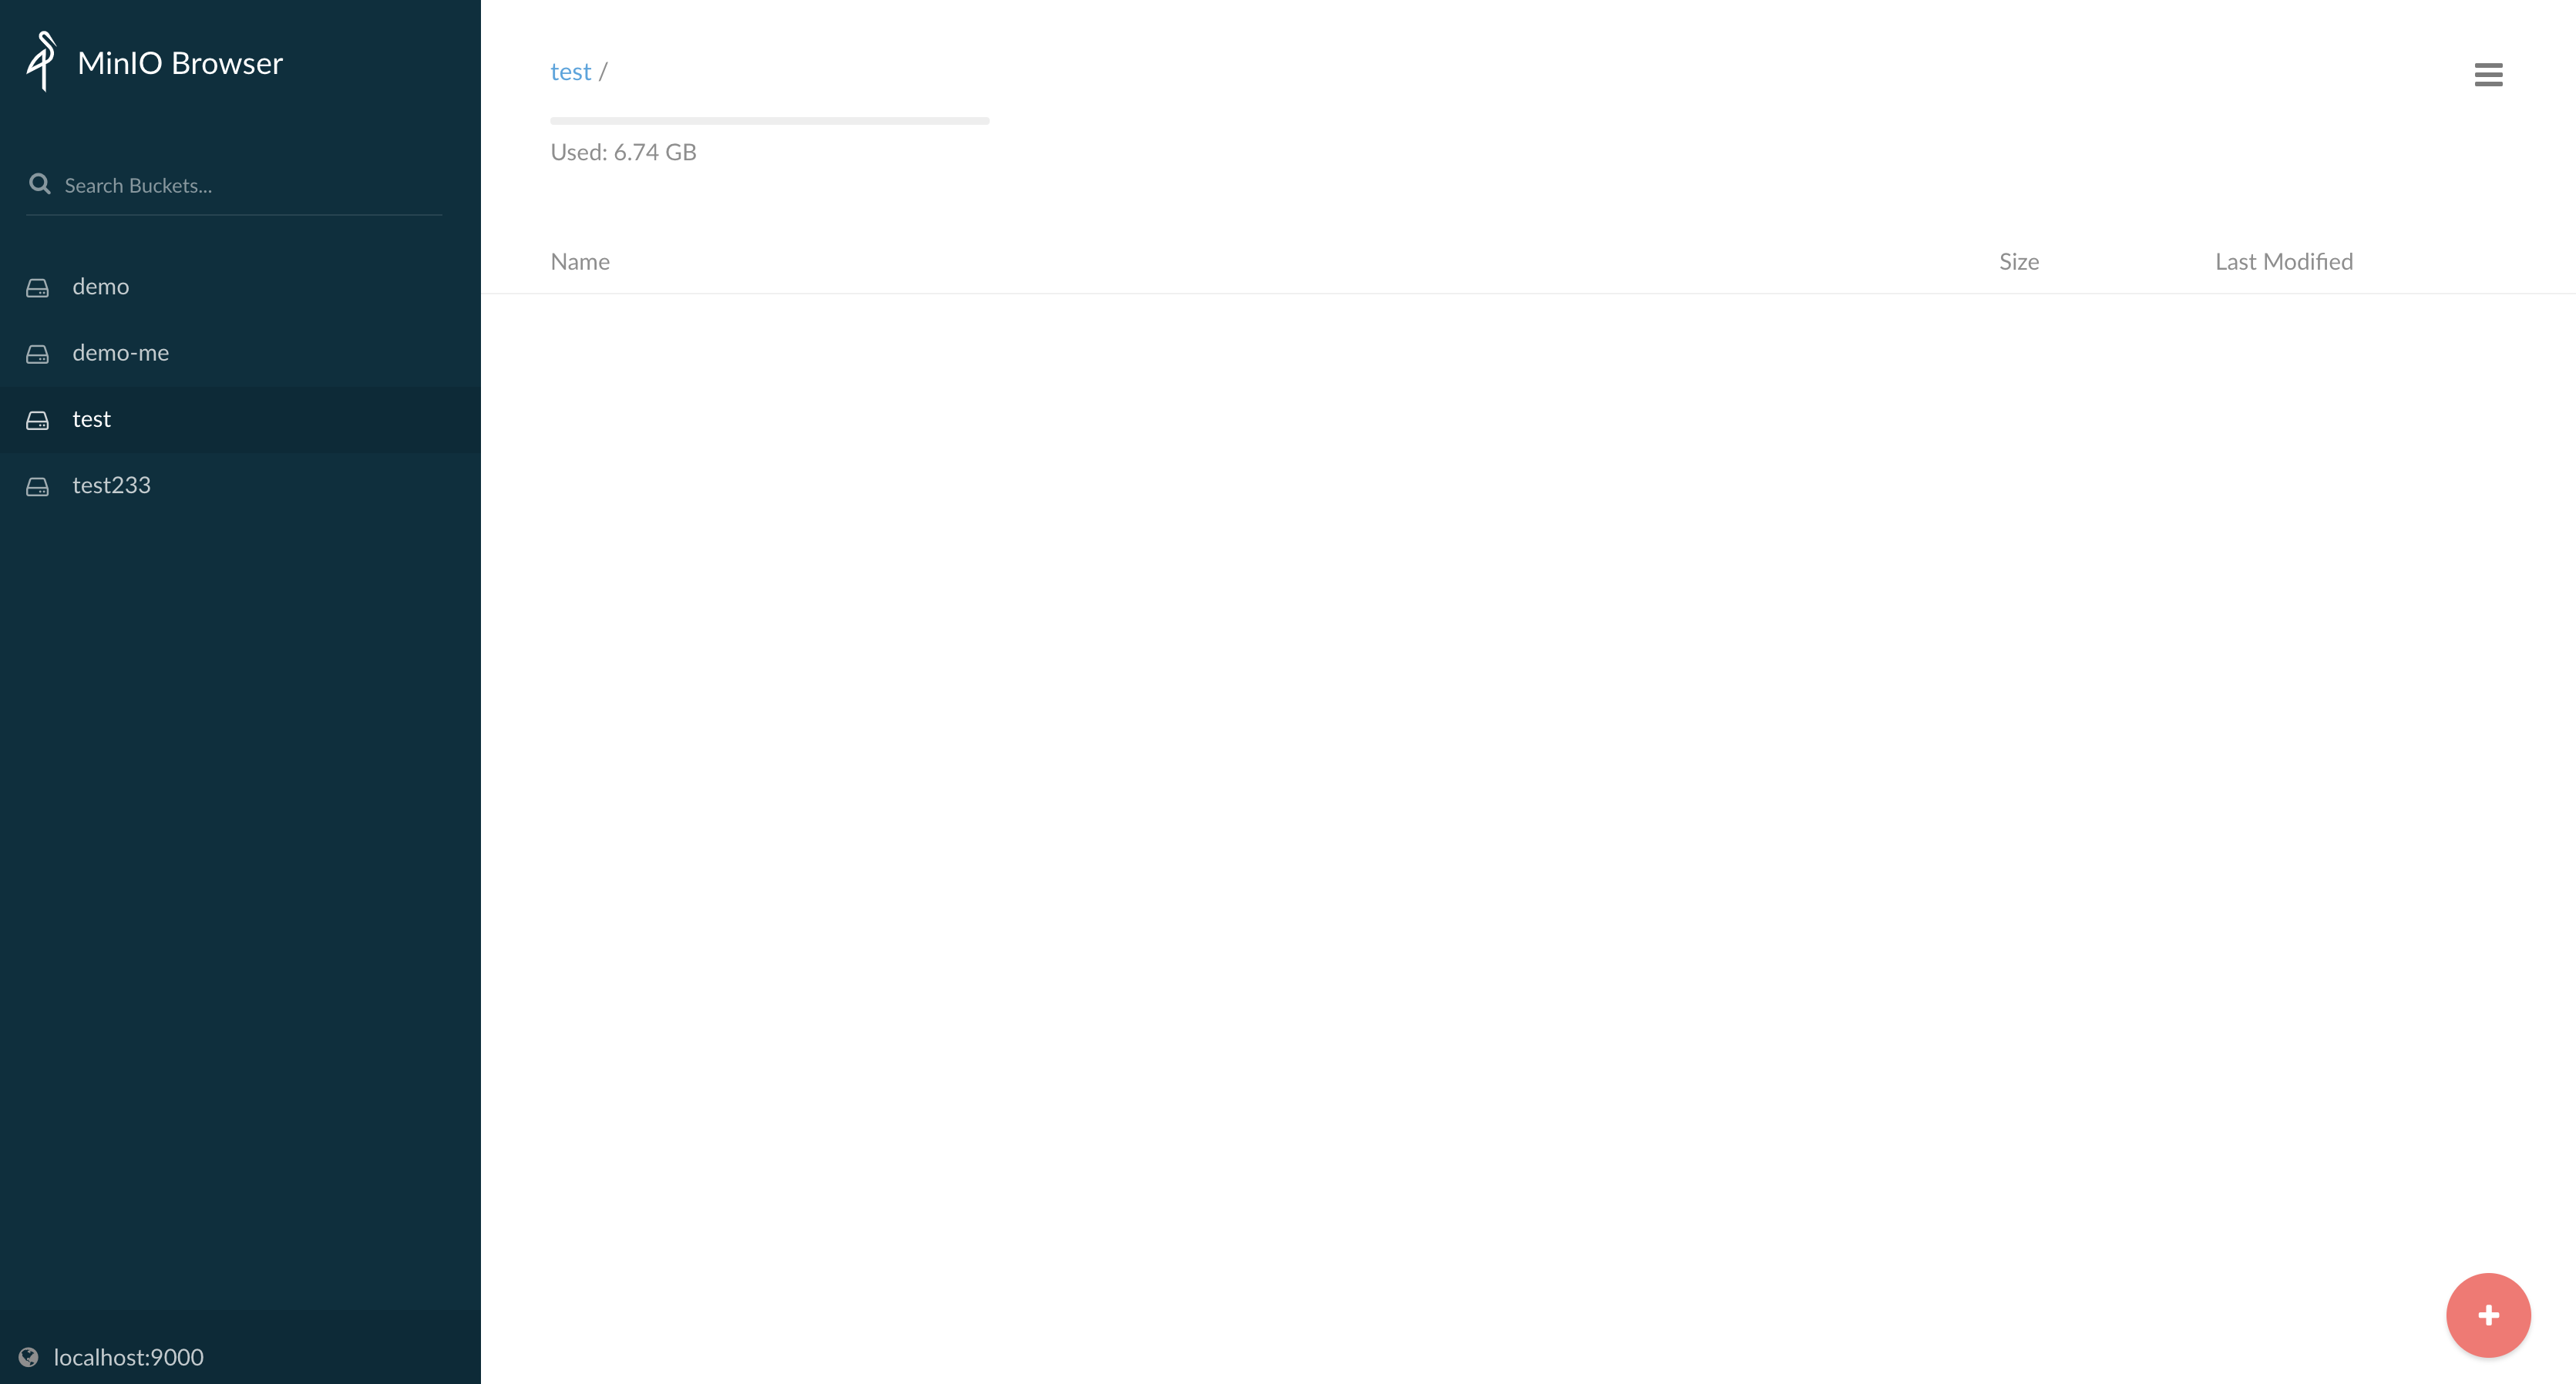 MinIO Browser
Search Buckets...
demo
demo-me
test
test233
localhost:9000
test /
Used: 6.74 GB
Name Size Last Modified